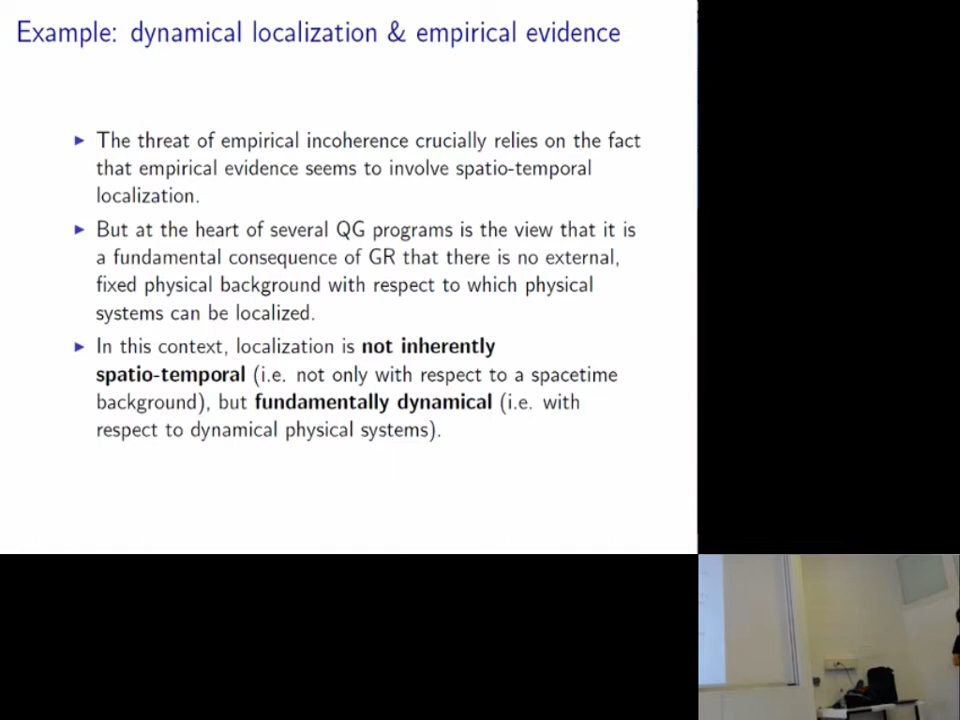 Example: dynamical localization & empirical evidence
▶ The threat of empirical incoherence crucially relies on the fact
that empirical evidence seems to involve spatio-temporal
localization.
▶ But at the heart of several QG programs is the view that it is
a fundamental consequence of GR that there is no external,
fixed physical background with respect to which physical
systems can be localized.
▶ In this context, localization is not inherently
spatio-temporal (i.e. not only with respect to a spacetime
background), but fundamentally dynamical (i.e. with
respect to dynamical physical systems).